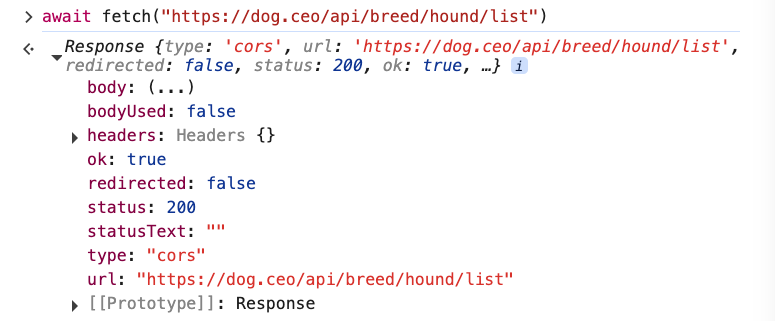 > await fetch("https://dog.ceo/api/breed/hound/list")
Response {type: 'cors', url: 'https://dog.ceo/api/breed/hound/list',
redirected: false, status: 200, ok: true, …} i
body: (...)
bodyUsed: false
headers: Headers {}
ok: true
redirected: false
status: 200
statusText: ""
type: "cors"
url: "https://dog.ceo/api/breed/hound/list"
[[Prototype]]: Response